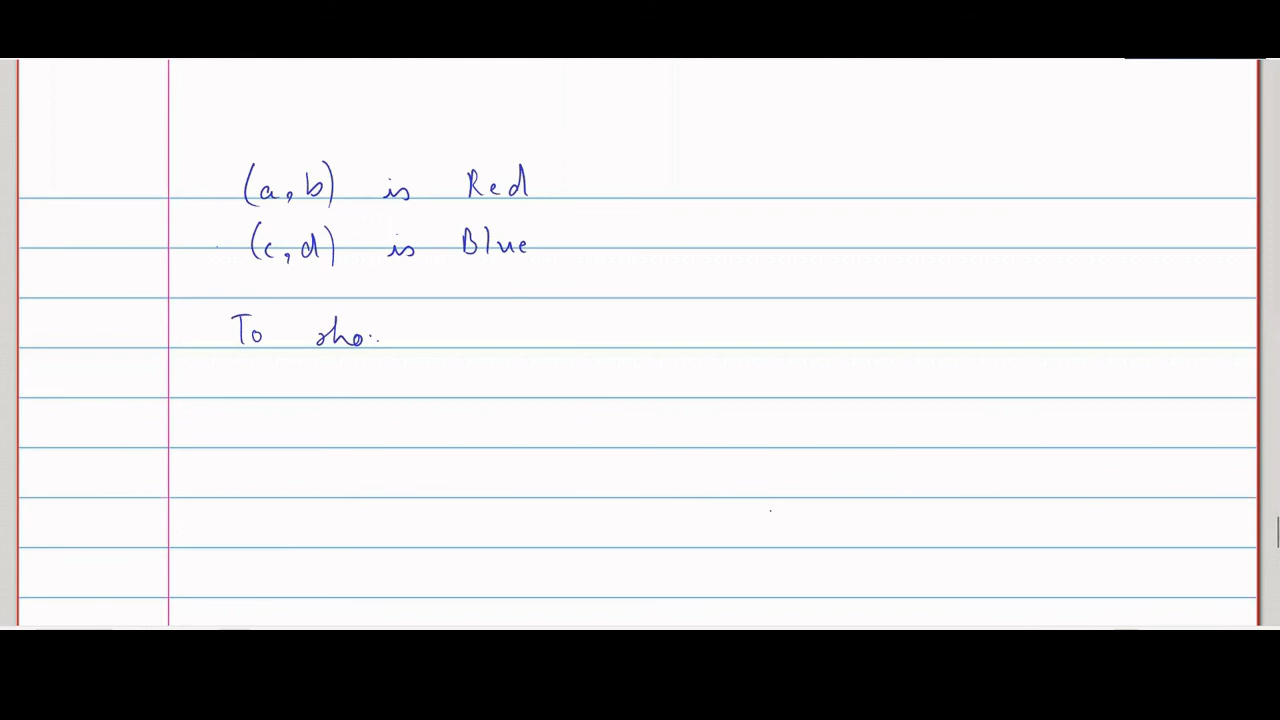 (a, b) is Red
(c, d) is Blue
To sho